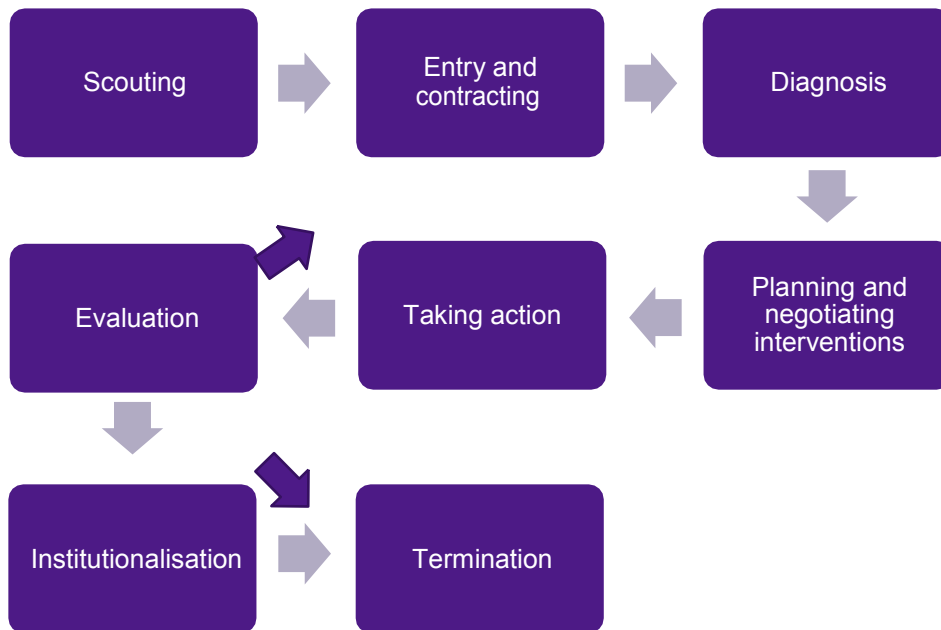 Scouting
Entry and
contracting
Diagnosis
Planning and
negotiating
interventions
Taking action
Evaluation
Institutionalisation
Termination